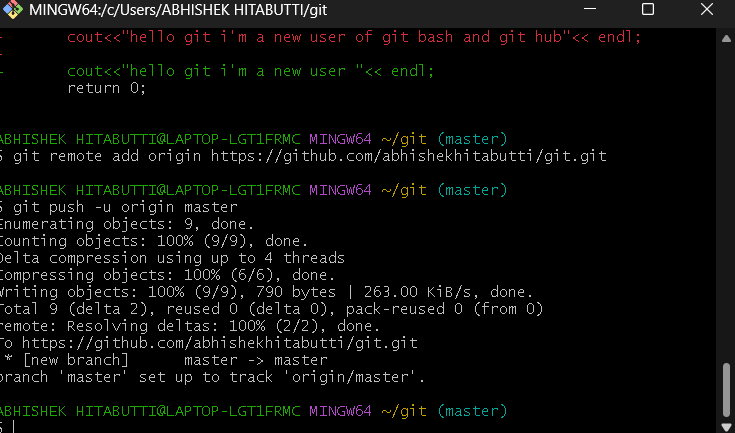 MINGW64:/c/Users/ABHISHEK HITABUTTI/git
-       cout<<"hello git i'm a new user of git bash and git hub"<< endl;
-
+       cout<<"hello git i'm a new user "<< endl;
        return 0;
ABHISHEK HITABUTTI@LAPTOP-LGT1FRMC MINGW64 ~/git (master)
$ git remote add origin https://github.com/abhishekhitabutti/git.git
ABHISHEK HITABUTTI@LAPTOP-LGT1FRMC MINGW64 ~/git (master)
$ git push -u origin master
Enumerating objects: 9, done.
Counting objects: 100% (9/9), done.
Delta compression using up to 4 threads
Compressing objects: 100% (6/6), done.
Writing objects: 100% (9/9), 790 bytes | 263.00 KiB/s, done.
Total 9 (delta 2), reused 0 (delta 0), pack-reused 0 (from 0)
remote: Resolving deltas: 100% (2/2), done.
To https://github.com/abhishekhitabutti/git.git
 * [new branch]      master -> master
branch 'master' set up to track 'origin/master'.
ABHISHEK HITABUTTI@LAPTOP-LGT1FRMC MINGW64 ~/git (master)
$